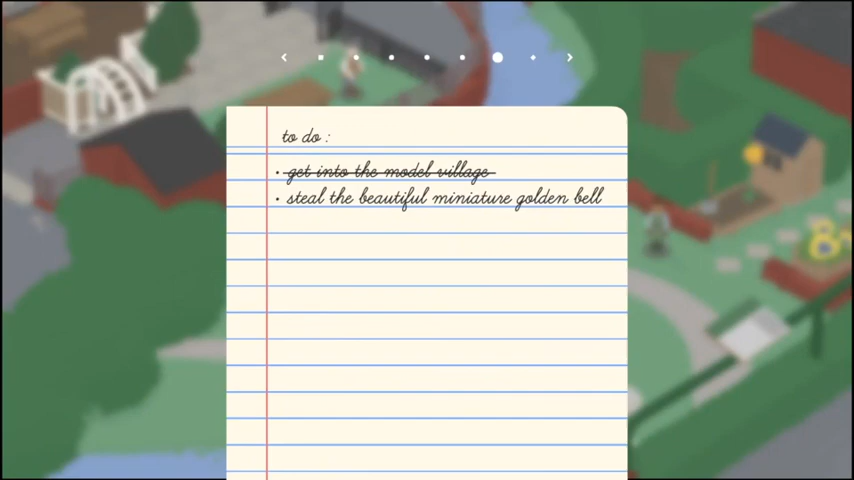 to do :
• get into the model village
• steal the beautiful miniature golden bell